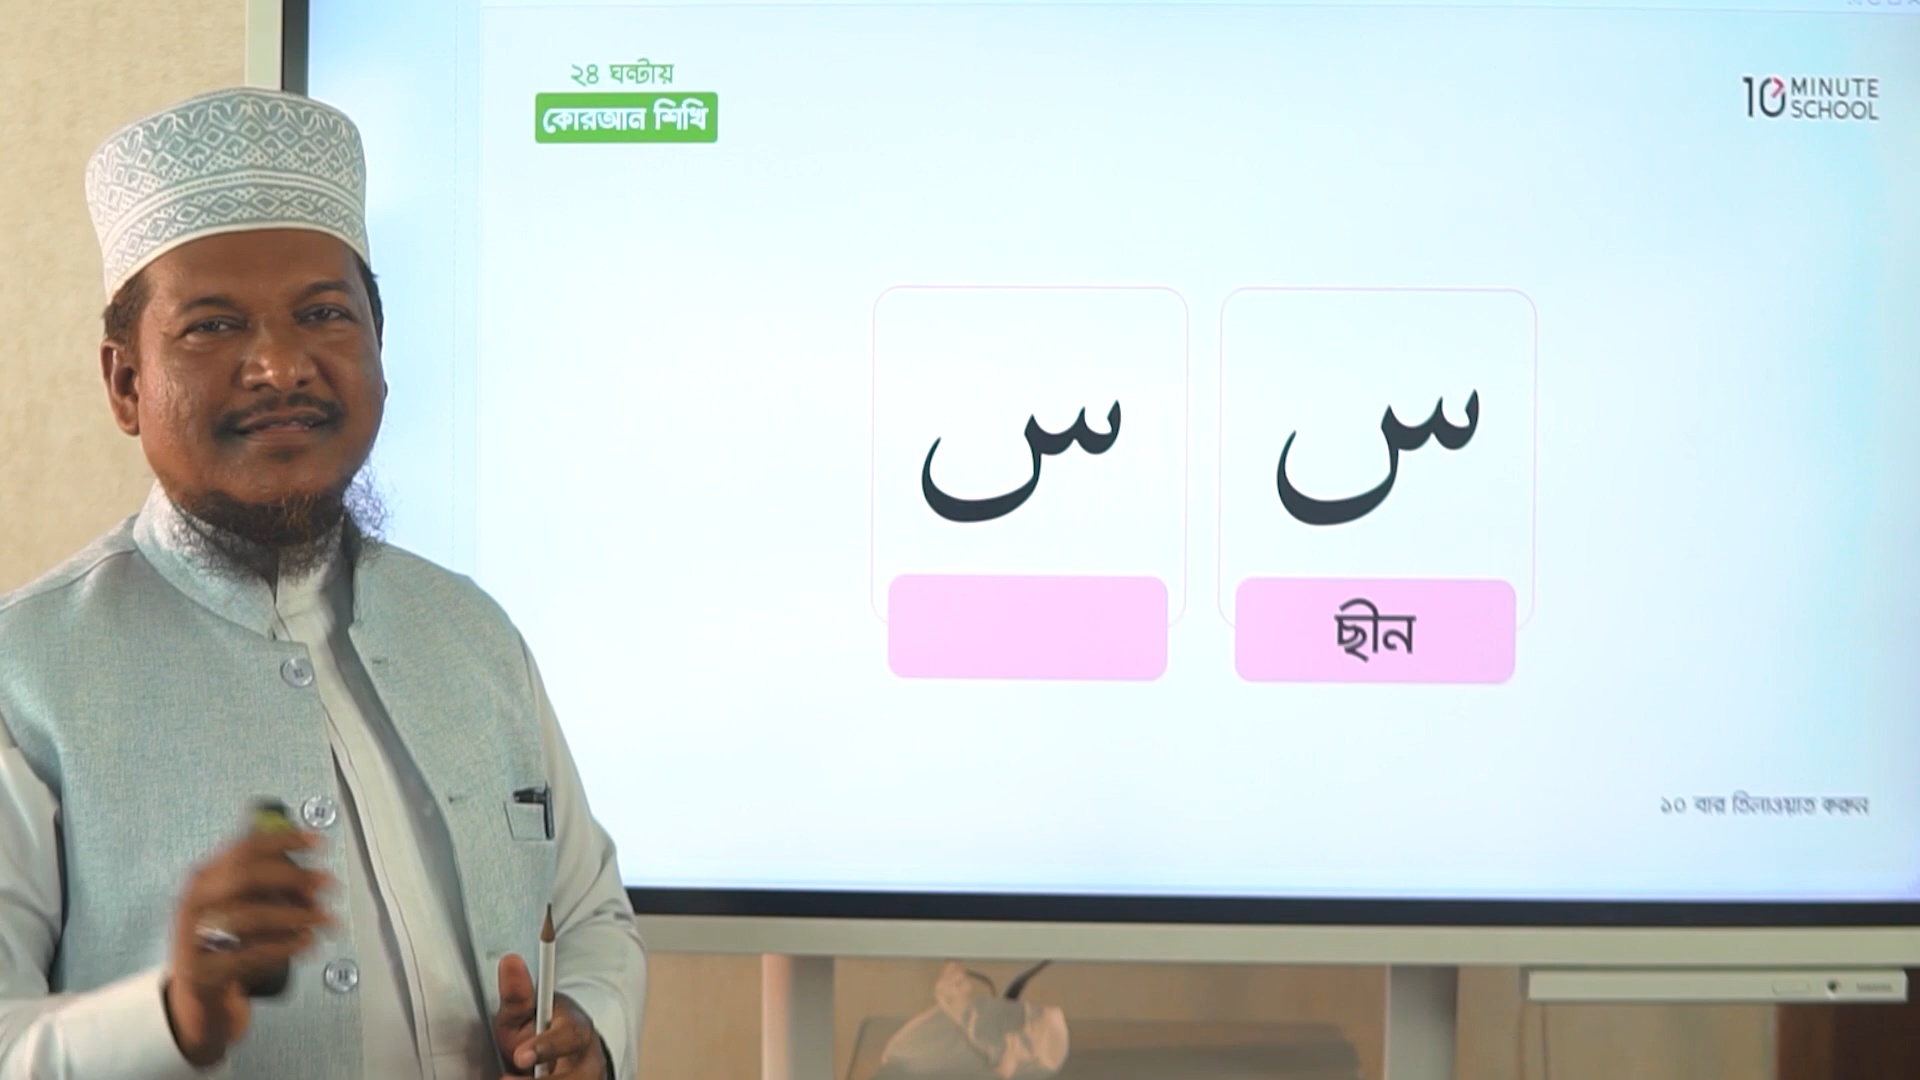 ২৪ ঘন্টায়
কোরআন শিখি
10 MINUTE
SCHOOL
س س
ছীন
১০ বার তিলাওয়াত করুন